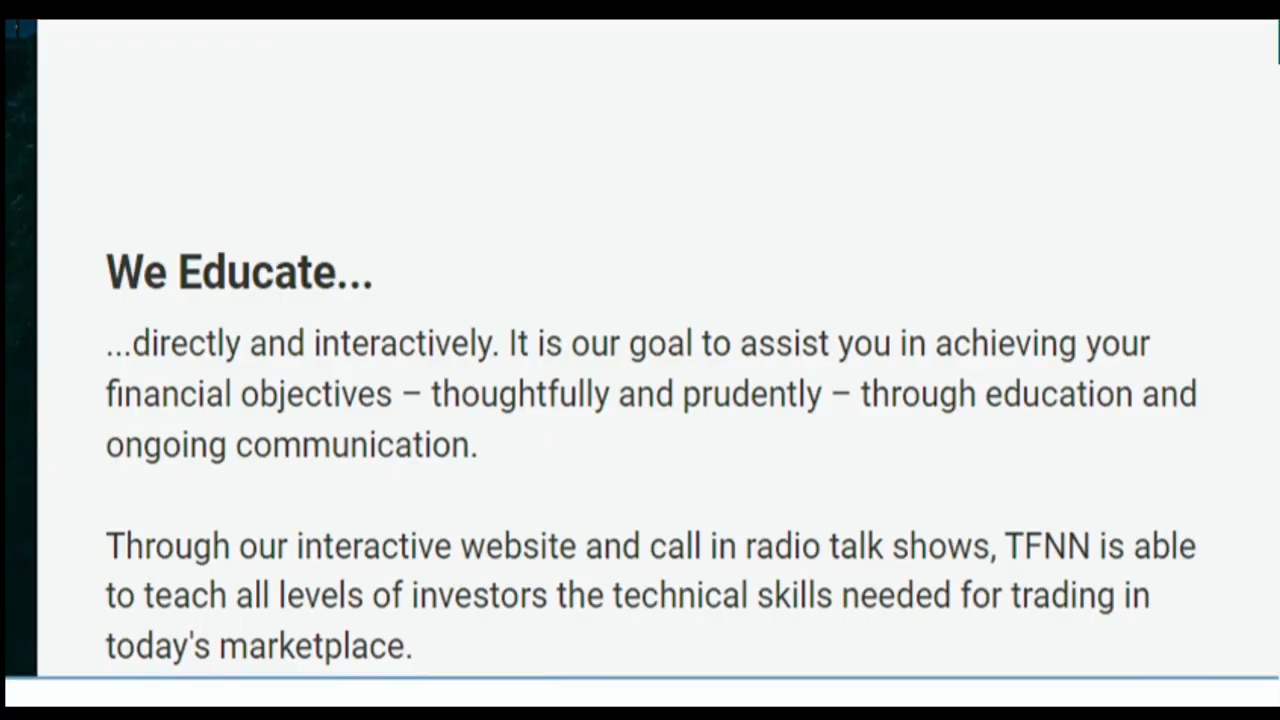 We Educate...
...directly and interactively. It is our goal to assist you in achieving your
financial objectives – thoughtfully and prudently – through education and
ongoing communication.
Through our interactive website and call in radio talk shows, TFNN is able
to teach all levels of investors the technical skills needed for trading in
today's marketplace.